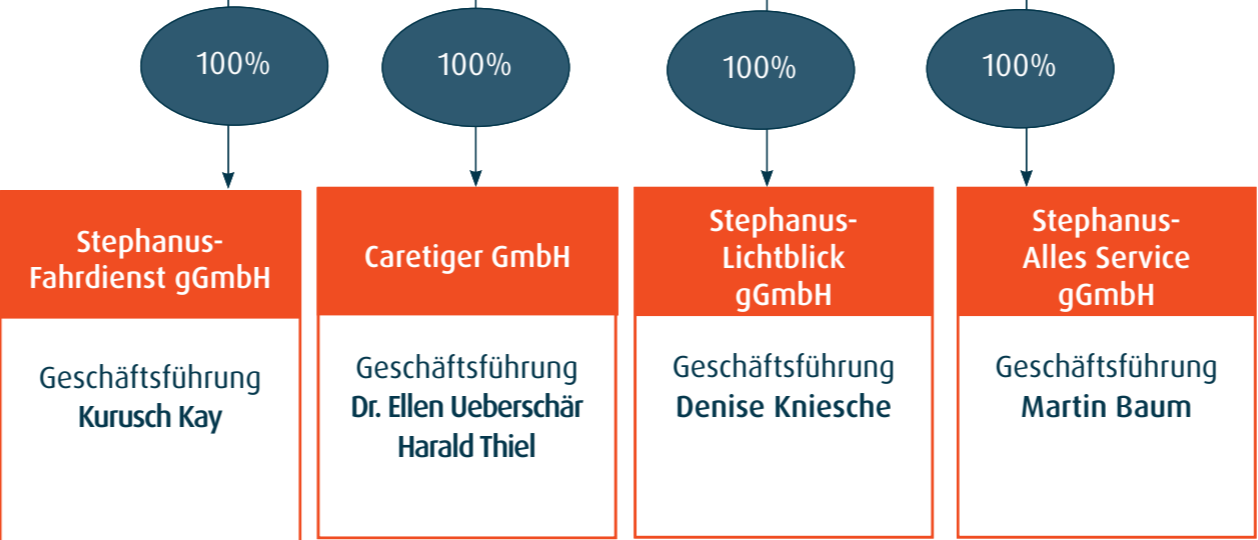 100%
100%
100%
100%
Stephanus-
Fahrdienst gGmbH
Geschäftsführung
Kurusch Kay
Caretiger GmbH
Geschäftsführung
Dr. Ellen Ueberschär
Harald Thiel
Stephanus-
Lichtblick
gGmbH
Geschäftsführung
Denise Kniesche
Stephanus-
Alles Service
gGmbH
Geschäftsführung
Martin Baum